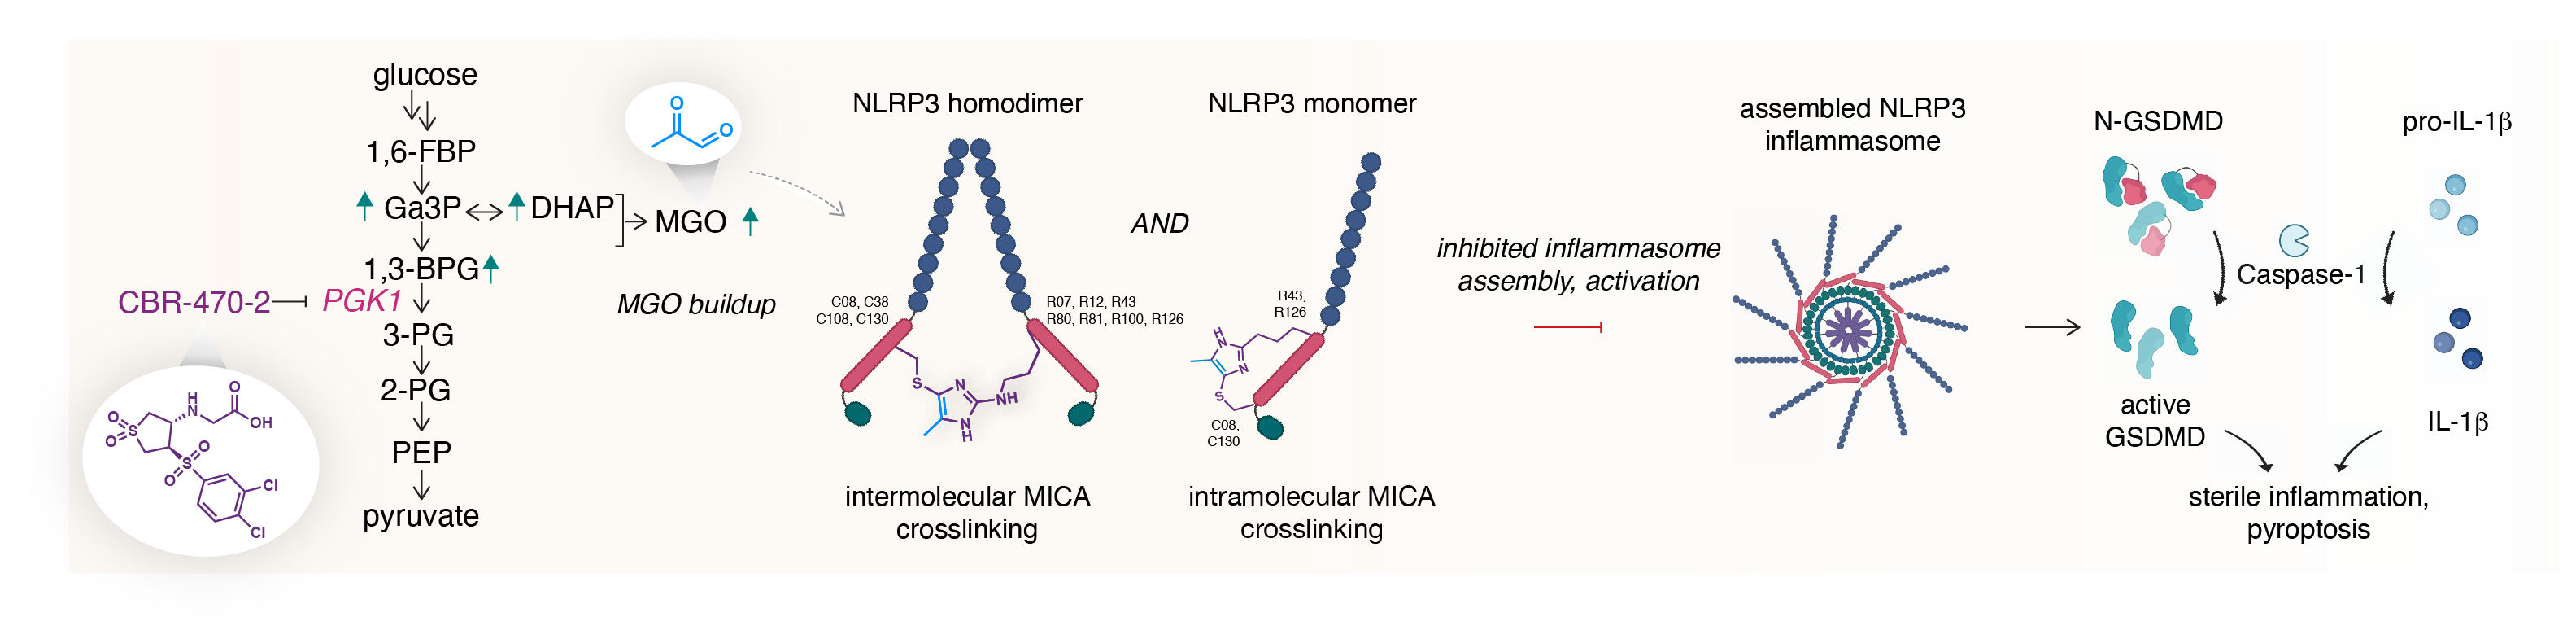 glucose
1,6-FBP
Ga3P
DHAP
MGO
1,3-BPG
CBR-470-2
PGK1
3-PG
2-PG
PEP
pyruvate
O
O
MGO buildup
H
N
O
OH
O
S
O
O
S
O
Cl
Cl
NLRP3 homodimer
C08, C38
C108, C130
R07, R12, R43
R80, R81, R100, R126
S
N
NH
N
H
intermolecular MICA
crosslinking
AND
NLRP3 monomer
R43,
R126
H
N
N
S
C08,
C130
intramolecular MICA
crosslinking
inhibited inflammasome
assembly, activation
assembled NLRP3
inflammasome
N-GSDMD
pro-IL-1β
Caspase-1
active
GSDMD
IL-1β
sterile inflammation,
pyroptosis